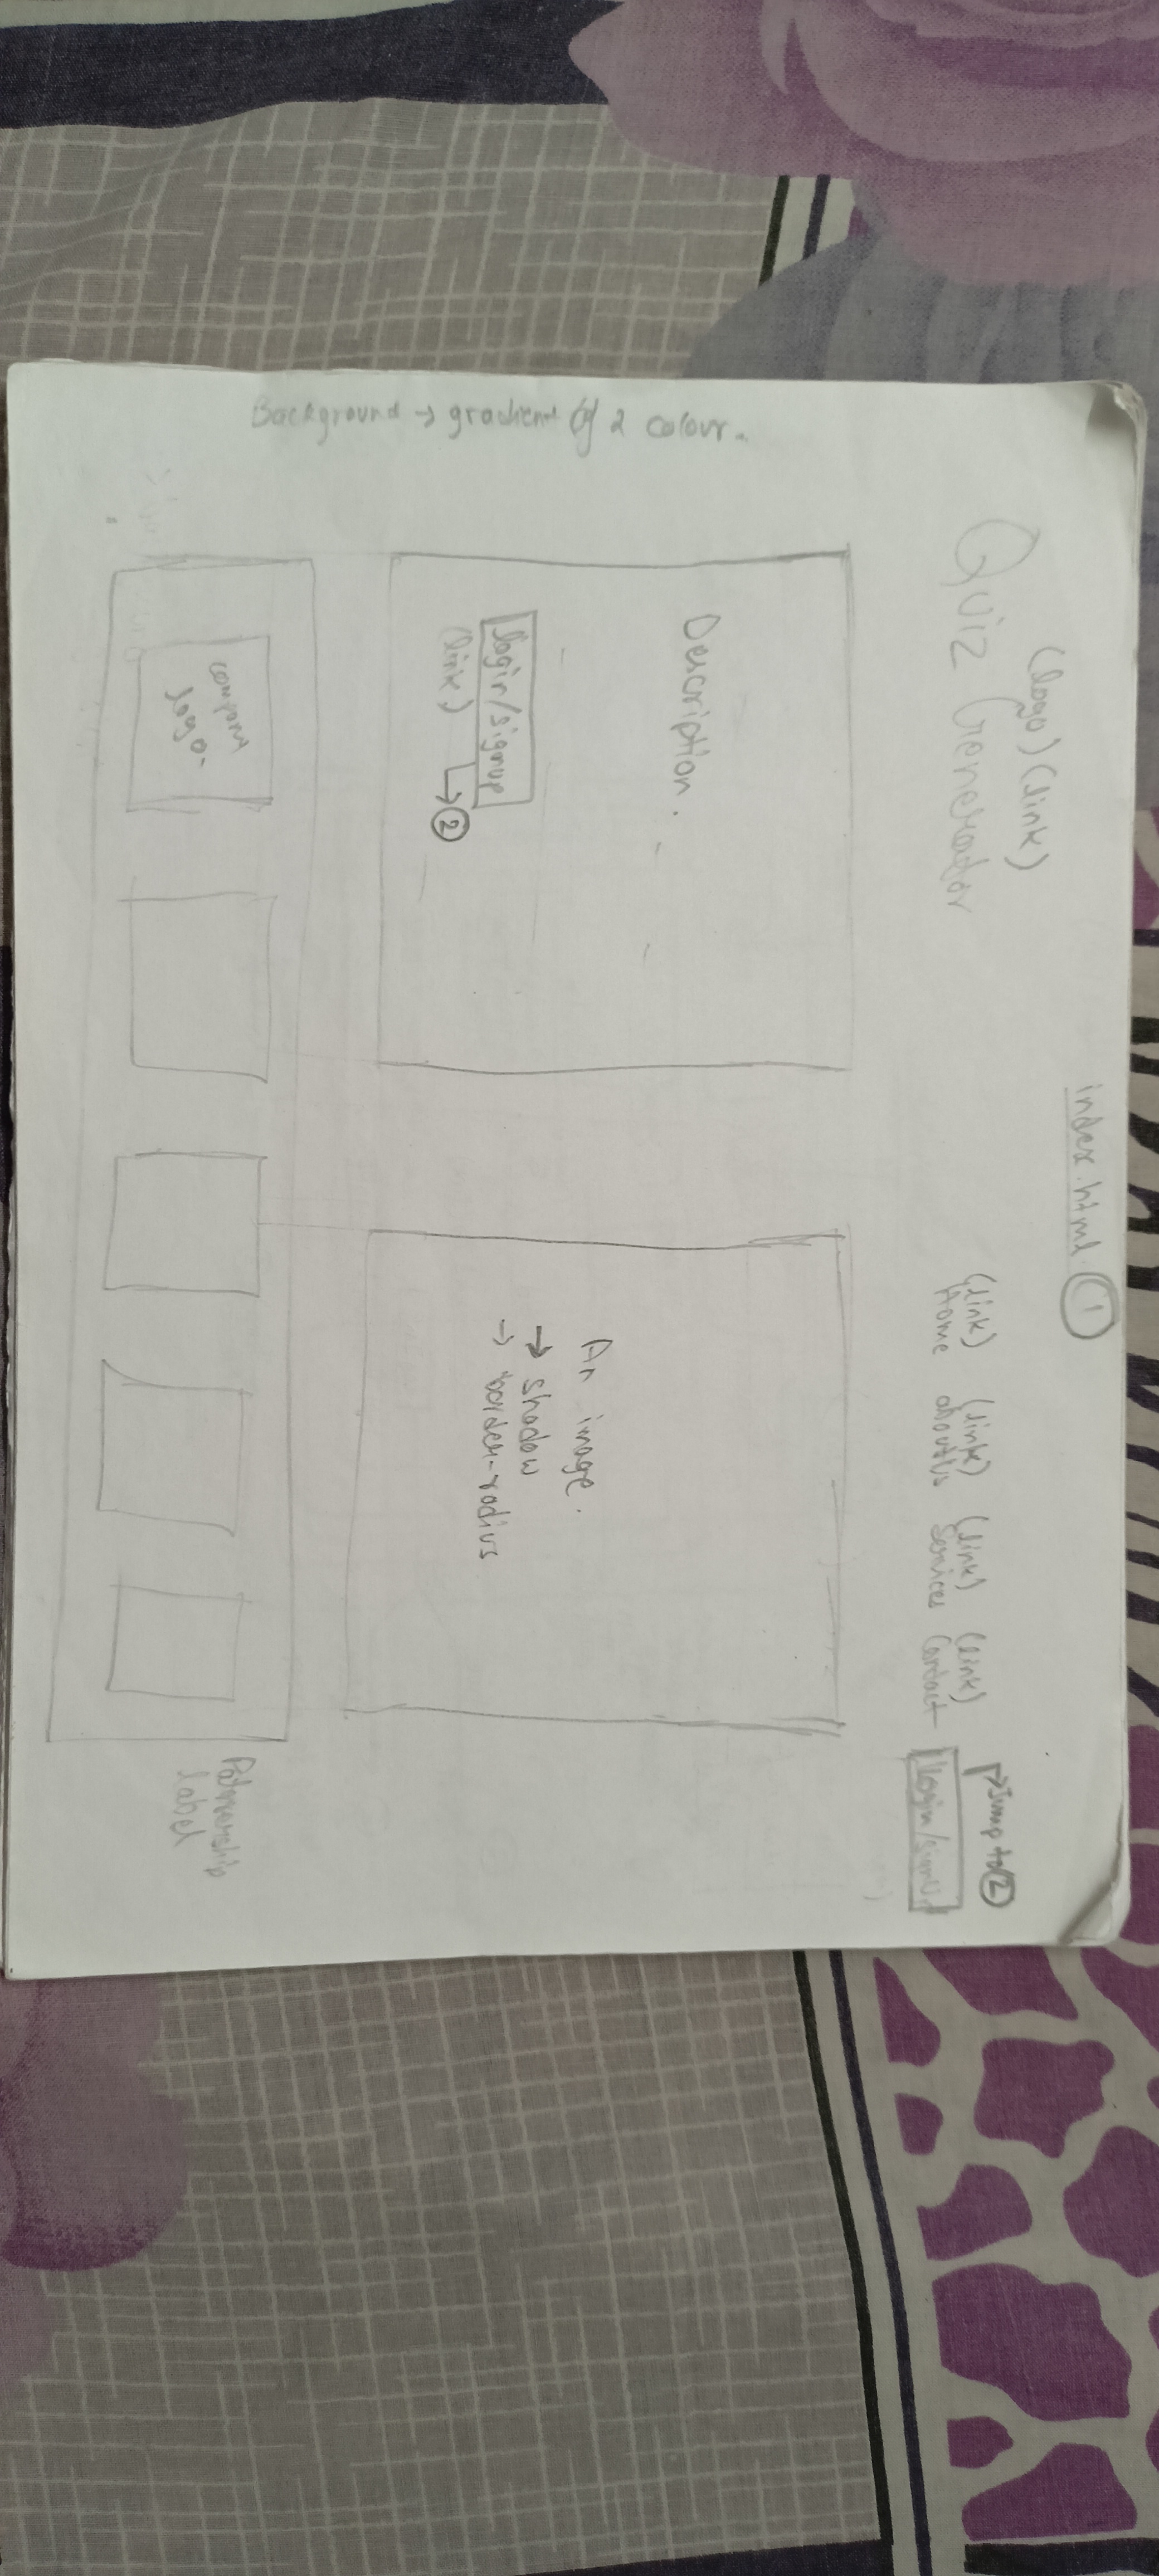 index.html ①
(logo) (link)
Quiz Generator
(link) (link) (link) (link)
Home aboutUs Services Contact
Jump to ②
Login/signUp
Background → gradient of 2 colour.
Description.
login/signup
(link) → ②
An image.
→ shadow
→ border-radius
company
logo.
Patnership
label